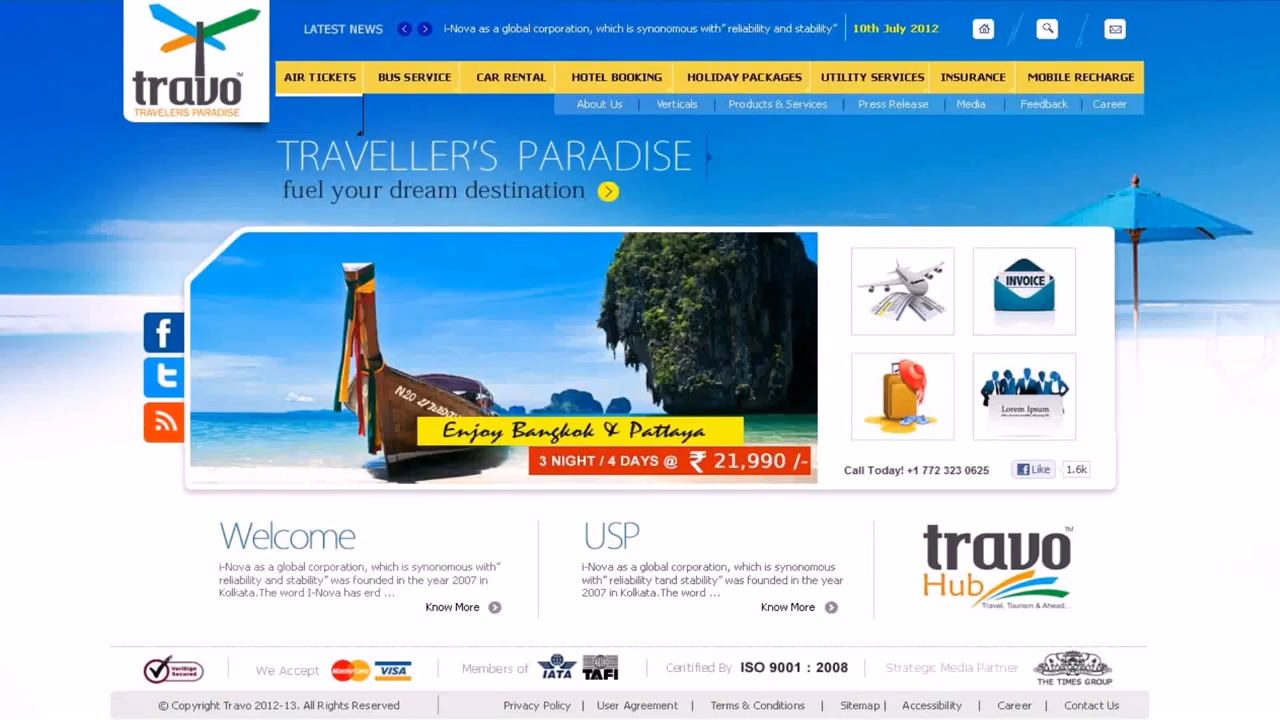 travo™
TRAVELERS PARADISE
LATEST NEWS
i-Nova as a global corporation, which is synonomous with” reliability and stability”
10th July 2012
AIR TICKETS
BUS SERVICE
CAR RENTAL
HOTEL BOOKING
HOLIDAY PACKAGES
UTILITY SERVICES
INSURANCE
MOBILE RECHARGE
About Us | Verticals | Products & Services | Press Release | Media | Feedback | Career
TRAVELLER'S PARADISE
fuel your dream destination
INVOICE
Lorem Ipsum
Enjoy Bangkok & Pattaya
3 NIGHT / 4 DAYS @ ₹ 21,990 /-
Call Today! +1 772 323 0625
Like
1.6k
Welcome
i-Nova as a global corporation, which is synonomous with”
reliability and stability” was founded in the year 2007 in
Kolkata.The word I-Nova has erd ...
Know More
USP
i-Nova as a global corporation, which is synonomous
with” reliability tand stability” was founded in the year
2007 in Kolkata.The word ...
Know More
travo™
Hub
Travel, Tourism & Ahead...
VeriSign
Secured
We Accept
MasterCard
VISA
Members of
IATA
TAFI
Ceritified By ISO 9001 : 2008
Strategic Media Partner
THE TIMES GROUP
© Copyright Travo 2012-13. All Rights Reserved
Privacy Policy | User Agreement | Terms & Conditions | Sitemap | Accessibility | Career | Contact Us